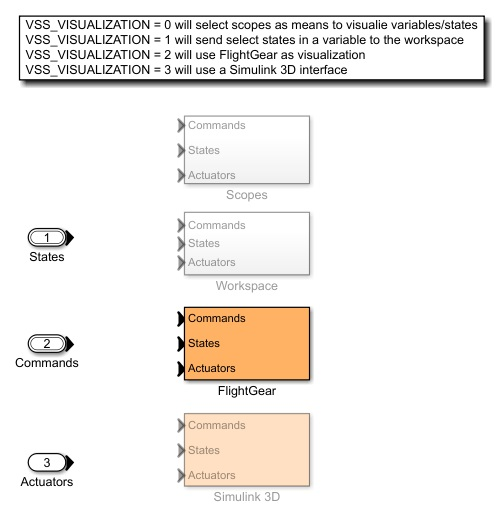 VSS_VISUALIZATION = 0 will select scopes as means to visualie variables/states
VSS_VISUALIZATION = 1 will send select states in a variable to the workspace
VSS_VISUALIZATION = 2 will use FlightGear as visualization
VSS_VISUALIZATION = 3 will use a Simulink 3D interface
Commands
States
Actuators
Scopes
1
States
Commands
States
Actuators
Workspace
2
Commands
Commands
States
Actuators
FlightGear
3
Actuators
Commands
States
Actuators
Simulink 3D